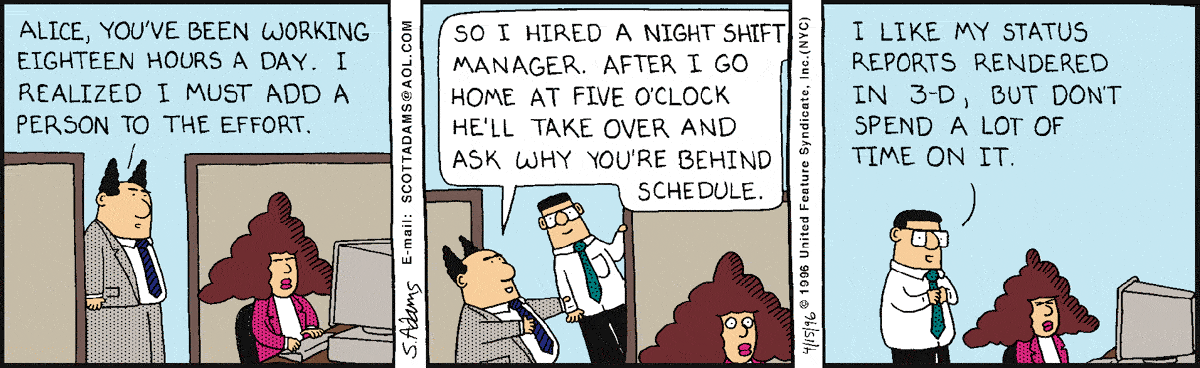 ALICE, YOU'VE BEEN WORKING
EIGHTEEN HOURS A DAY. I
REALIZED I MUST ADD A
PERSON TO THE EFFORT.
S. Adams E-mail: SCOTTADAMS@AOL.COM
SO I HIRED A NIGHT SHIFT
MANAGER. AFTER I GO
HOME AT FIVE O'CLOCK
HE'LL TAKE OVER AND
ASK WHY YOU'RE BEHIND
SCHEDULE.
4/15/96 © 1996 United Feature Syndicate, Inc.(NYC)
I LIKE MY STATUS
REPORTS RENDERED
IN 3-D, BUT DON'T
SPEND A LOT OF
TIME ON IT.